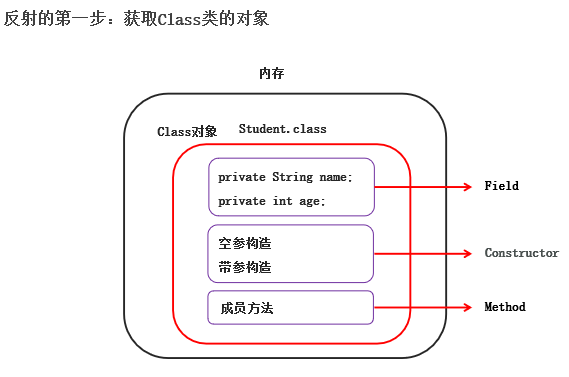 反射的第一步：获取Class类的对象
内存
Class对象 Student.class
private String name;
private int age;
Field
空参构造
带参构造
Constructor
成员方法
Method